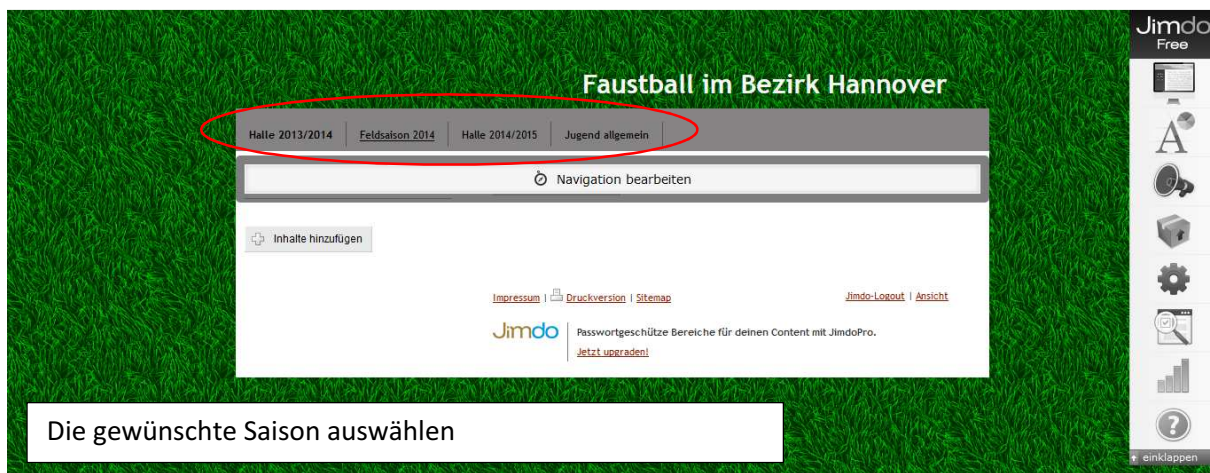 Jimdo
Free
Faustball im Bezirk Hannover
Halle 2013/2014 Feldsaison 2014 Halle 2014/2015 Jugend allgemein
Navigation bearbeiten
Inhalte hinzufügen
Impressum | Druckversion | Sitemap Jimdo-Logout | Ansicht
Jimdo Passwortgeschütze Bereiche für deinen Content mit JimdoPro.
Jetzt upgraden!
Die gewünschte Saison auswählen
einklappen